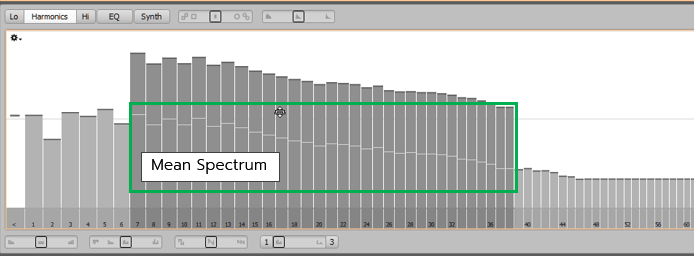 Lo Harmonics Hi EQ Synth
Mean Spectrum
< 1 2 3 4 5 6 7 8 9 10 11 12 13 14 16 18 20 22 24 26 28 30 32 36 40 44 48 52 56 60
1 3